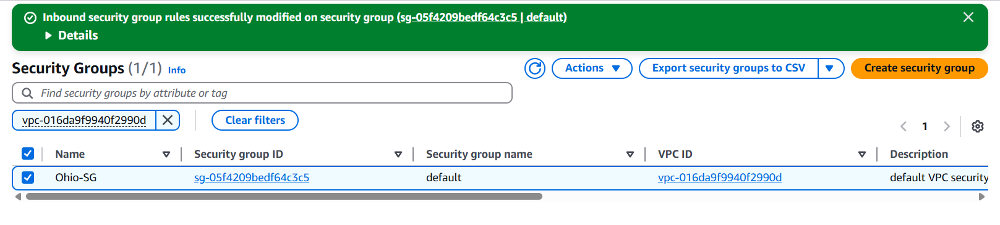 Inbound security group rules successfully modified on security group (sg-05f4209bedf64c3c5 | default)
Details
Security Groups (1/1) Info
Actions
Export security groups to CSV
Create security group
Find security groups by attribute or tag
vpc-016da9f9940f2990d
Clear filters
1
Name Security group ID Security group name VPC ID Description
Ohio-SG sg-05f4209bedf64c3c5 default vpc-016da9f9940f2990d default VPC security